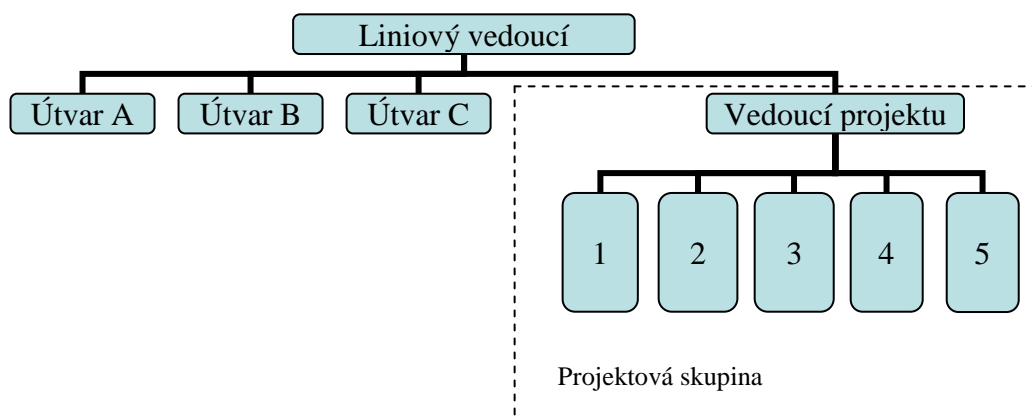 Liniový vedoucí
Útvar A
Útvar B
Útvar C
Vedoucí projektu
1
2
3
4
5
Projektová skupina